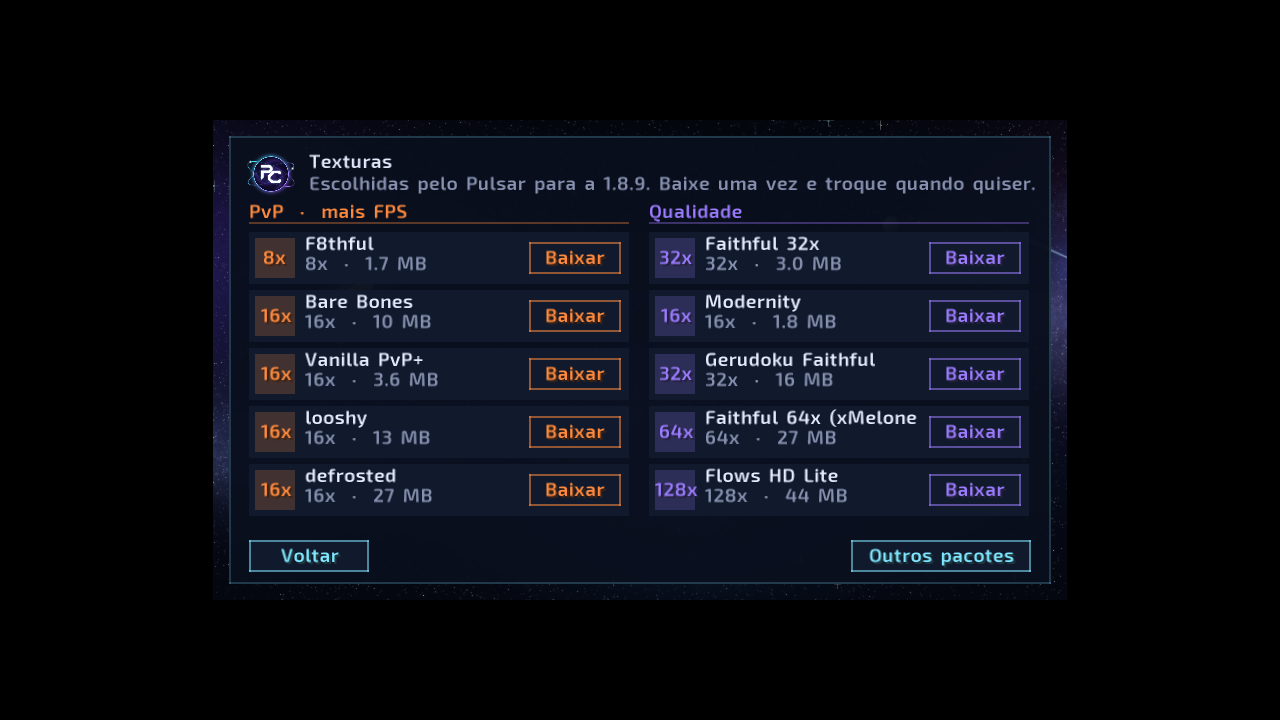 PC
Texturas
Escolhidas pelo Pulsar para a 1.8.9. Baixe uma vez e troque quando quiser.
PvP · mais FPS
8x
F8thful
8x · 1.7 MB
Baixar
16x
Bare Bones
16x · 10 MB
Baixar
16x
Vanilla PvP+
16x · 3.6 MB
Baixar
16x
looshy
16x · 13 MB
Baixar
16x
defrosted
16x · 27 MB
Baixar
Qualidade
32x
Faithful 32x
32x · 3.0 MB
Baixar
16x
Modernity
16x · 1.8 MB
Baixar
32x
Gerudoku Faithful
32x · 16 MB
Baixar
64x
Faithful 64x (xMelone
64x · 27 MB
Baixar
128x
Flows HD Lite
128x · 44 MB
Baixar
Voltar
Outros pacotes